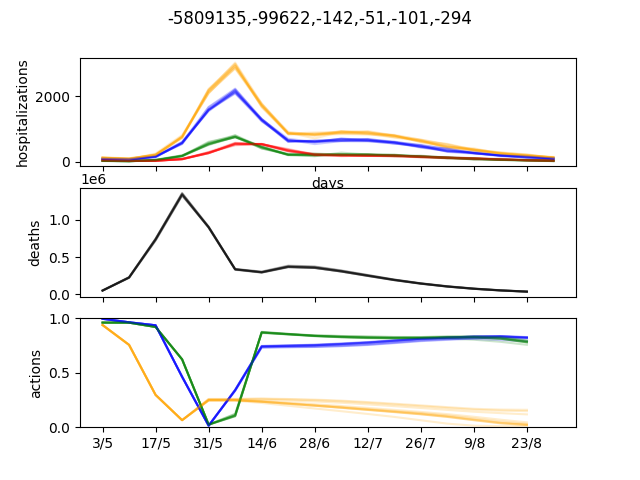 -5809135,-99622,-142,-51,-101,-294
hospitalizations
2000
0
days
1e6
deaths
1.0
0.5
0.0
actions
1.0
0.5
0.0
3/5 17/5 31/5 14/6 28/6 12/7 26/7 9/8 23/8